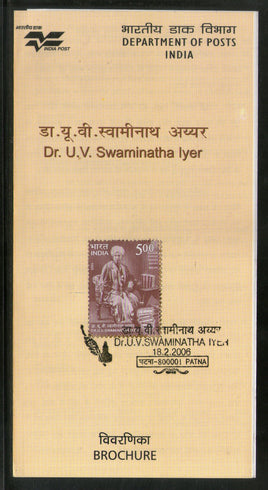 भारतीय डाक
INDIA POST
भारतीय डाक विभाग
DEPARTMENT OF POSTS
INDIA
डा.यू.वी.स्वामीनाथ अय्यर
Dr. U.V. Swaminatha Iyer
भारत 5.00
INDIA
यू.वी.स्वामीनाथ अय्यर
Dr.U.V.SWAMINATHA IYER
18.2.2006
पटना-800001 PATNA
विवरणिका
BROCHURE